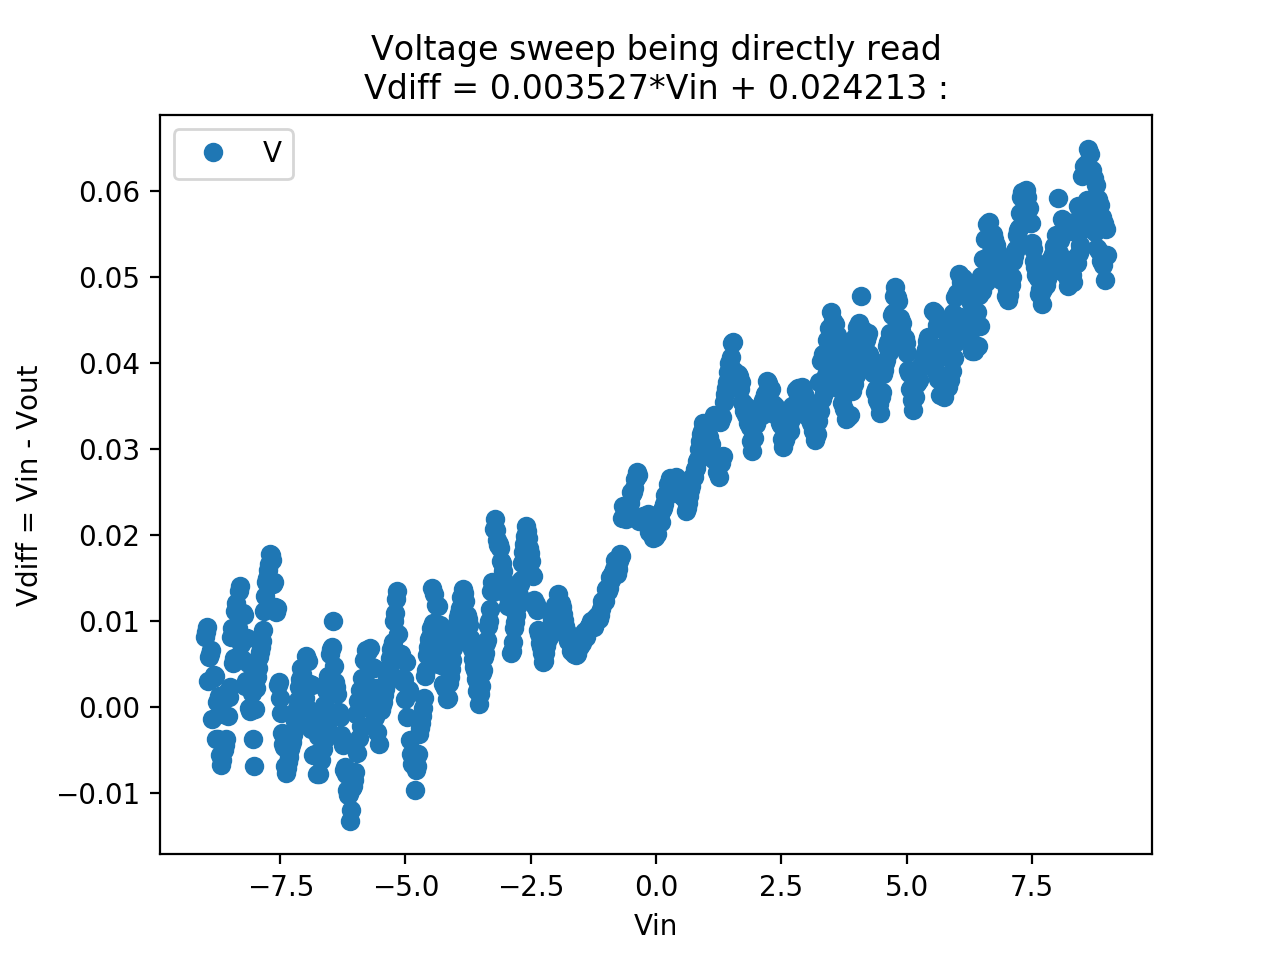 Voltage sweep being directly read
Vdiff = 0.003527*Vin + 0.024213 :
V
0.06
0.05
0.04
0.03
0.02
0.01
0.00
−0.01
Vdiff = Vin - Vout
−7.5 −5.0 −2.5 0.0 2.5 5.0 7.5
Vin